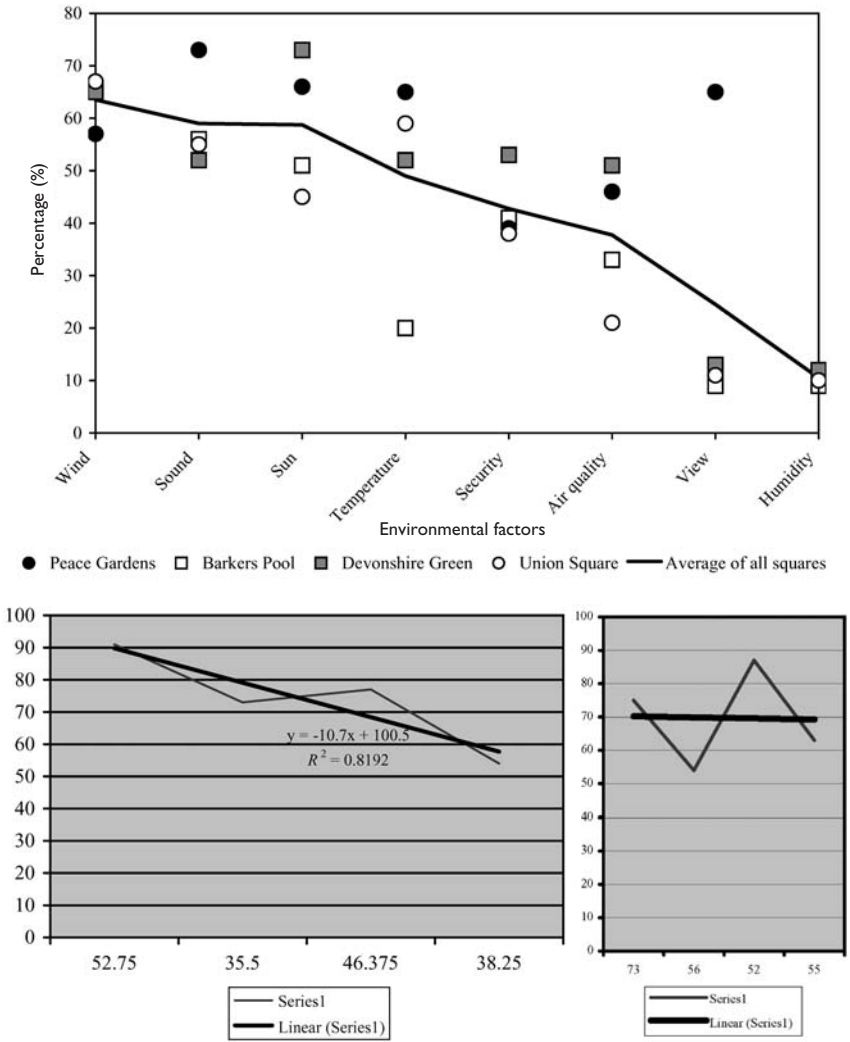 80
70
60
50
40
30
20
10
0
Percentage (%)
Wind
Sound
Sun
Temperature
Security
Air quality
View
Humidity
Environmental factors
Peace Gardens Barkers Pool Devonshire Green Union Square Average of all squares
100
90
80
70
60
50
40
30
20
10
0
y = -10.7x + 100.5
R² = 0.8192
52.75 35.5 46.375 38.25
Series1
Linear (Series1)
100
90
80
70
60
50
40
30
20
10
0
73 56 52 55
Series1
Linear (Series1)